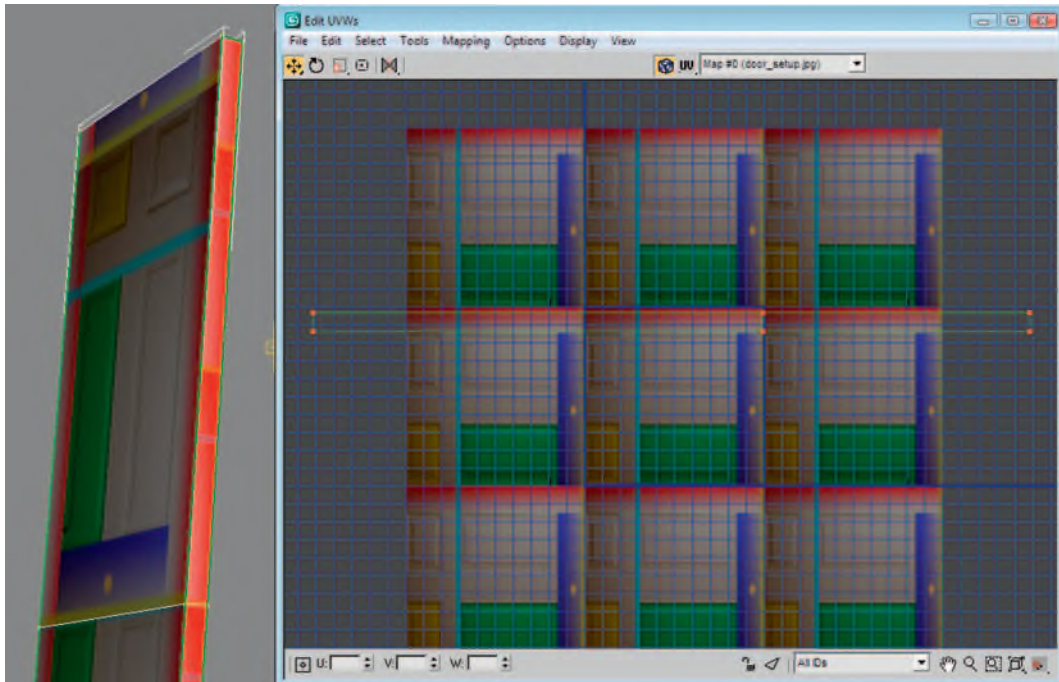 Edit UVWs
File Edit Select Tools Mapping Options Display View
UV Map #0 (door_setup.jpg)
U: V: W: All IDs